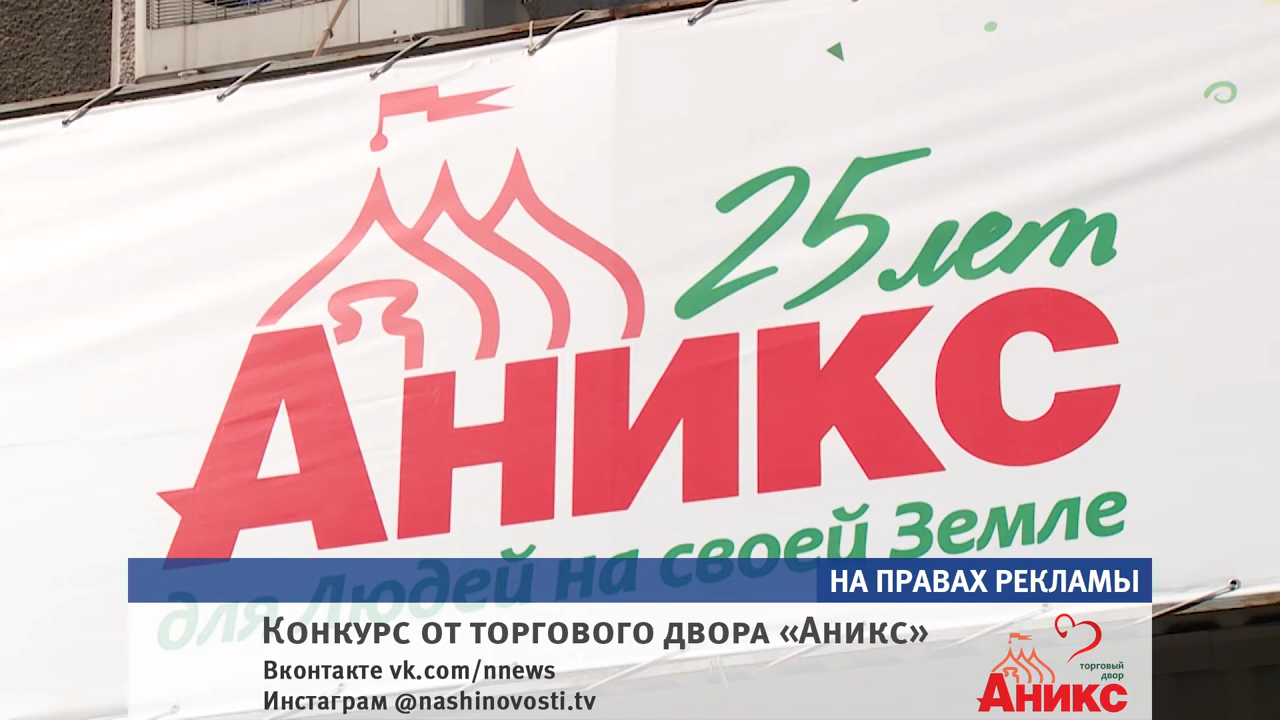 25 лет
Аникс
для Людей на своей Земле
НА ПРАВАХ РЕКЛАМЫ
Конкурс от торгового двора «Аникс»
Вконтакте vk.com/nnews
Инстаграм @nashinovosti.tv
торговый
двор
Аникс